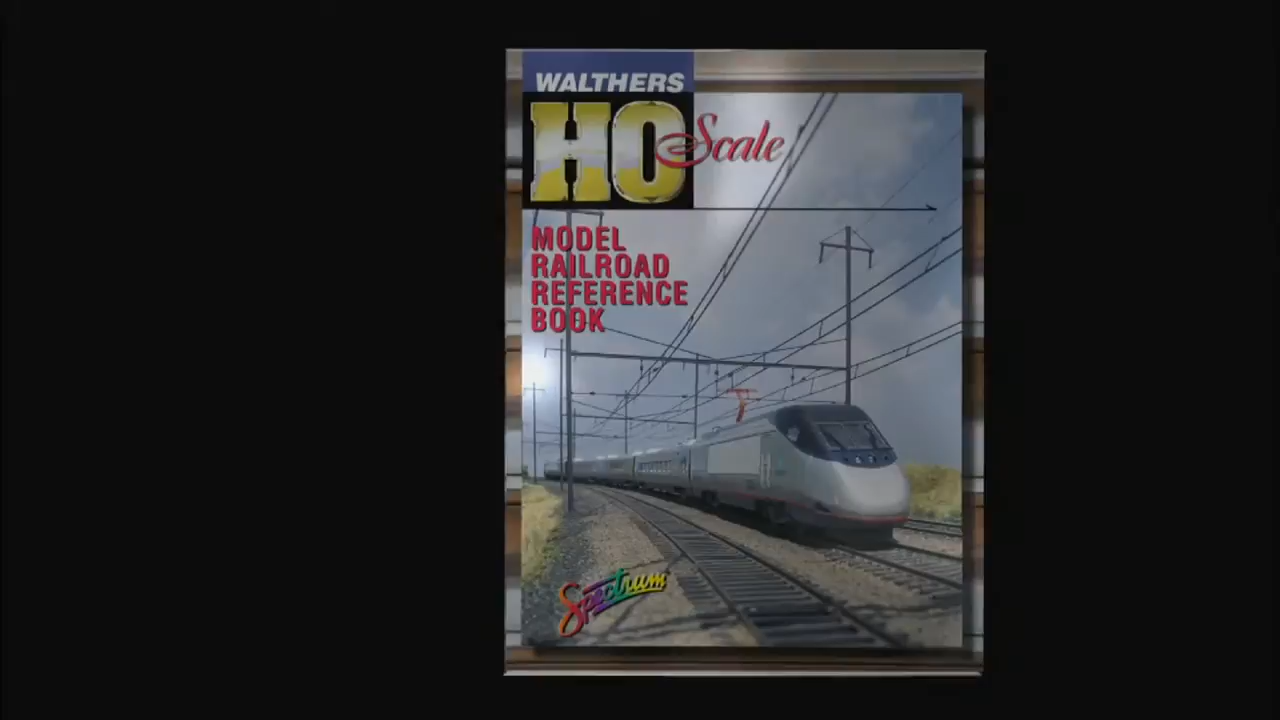 WALTHERS
HO Scale
MODEL
RAILROAD
REFERENCE
BOOK
Spectrum